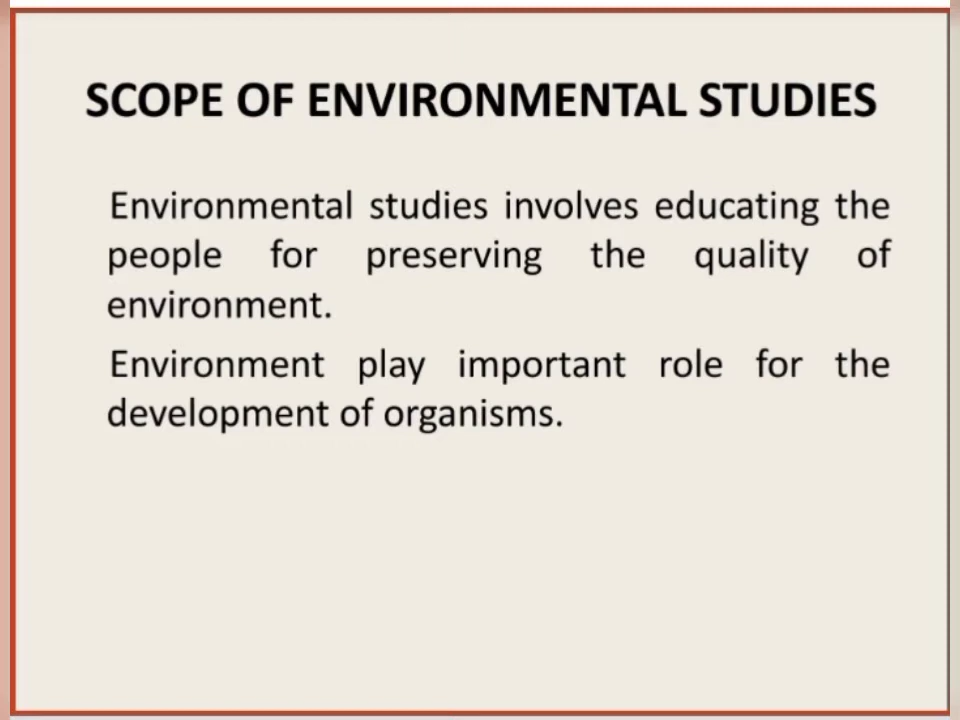 SCOPE OF ENVIRONMENTAL STUDIES
Environmental studies involves educating the
people for preserving the quality of
environment.
Environment play important role for the
development of organisms.